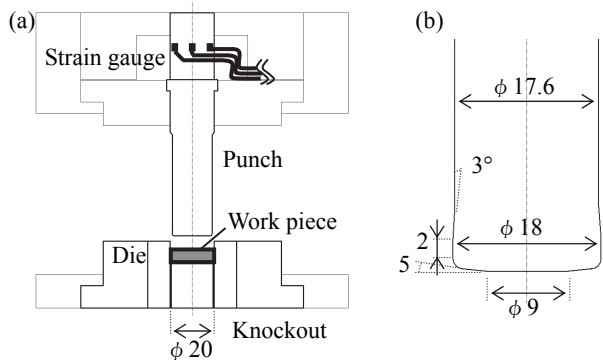 (a)
Strain gauge
Punch
Work piece
Die
Knockout
ϕ 20
(b)
ϕ 17.6
3°
2
ϕ 18
5
ϕ 9